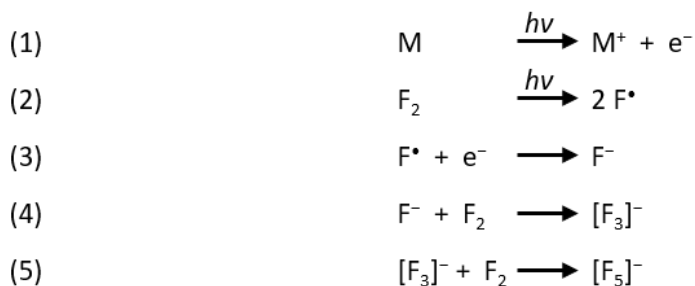 (1) M hν → M⁺ + e⁻
(2) F₂ hν → 2 F•
(3) F• + e⁻ → F⁻
(4) F⁻ + F₂ → [F₃]⁻
(5) [F₃]⁻ + F₂ → [F₅]⁻